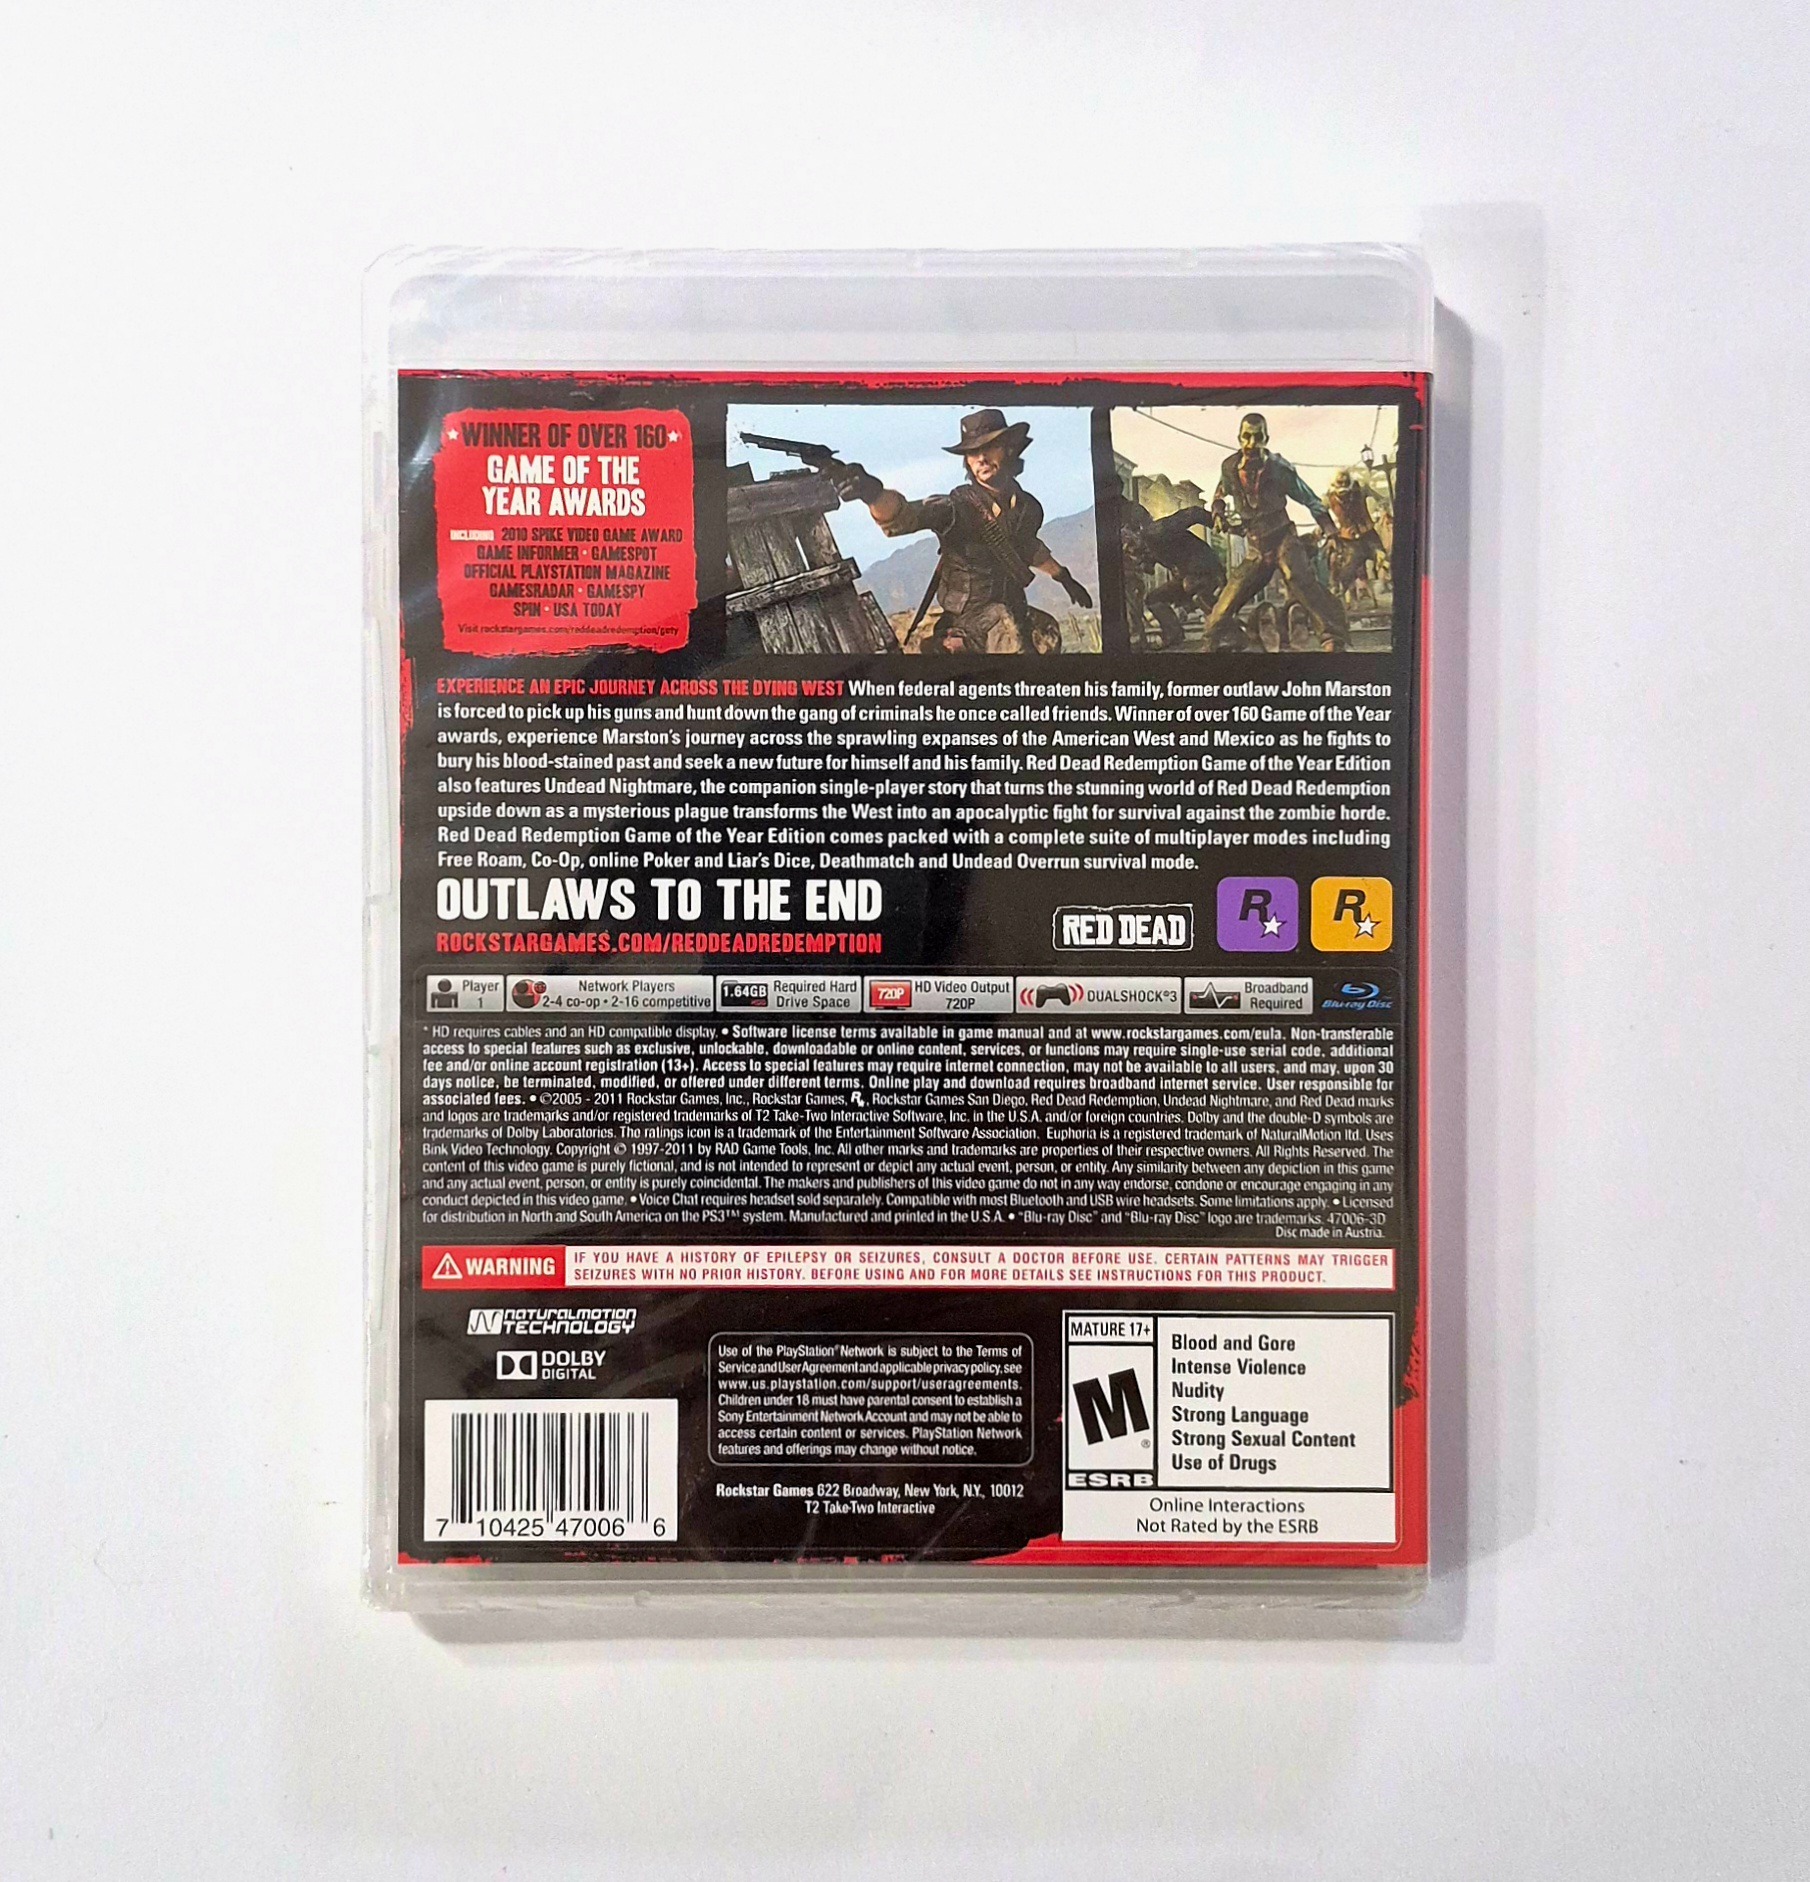 WINNER OF OVER 160
GAME OF THE
YEAR AWARDS
INCLUDING 2010 SPIKE VIDEO GAME AWARD
GAME INFORMER • GAMESPOT
OFFICIAL PLAYSTATION MAGAZINE
GAMESRADAR • GAMESPY
SPIN • USA TODAY
Visit rockstargames.com/reddeadredemption/goty
EXPERIENCE AN EPIC JOURNEY ACROSS THE DYING WEST When federal agents threaten his family, former outlaw John Marston
is forced to pick up his guns and hunt down the gang of criminals he once called friends. Winner of over 160 Game of the Year
awards, experience Marston's journey across the sprawling expanses of the American West and Mexico as he fights to
bury his blood-stained past and seek a new future for himself and his family. Red Dead Redemption Game of the Year Edition
also features Undead Nightmare, the companion single-player story that turns the stunning world of Red Dead Redemption
upside down as a mysterious plague transforms the West into an apocalyptic fight for survival against the zombie horde.
Red Dead Redemption Game of the Year Edition comes packed with a complete suite of multiplayer modes including
Free Roam, Co-Op, online Poker and Liar's Dice, Deathmatch and Undead Overrun survival mode.
OUTLAWS TO THE END
ROCKSTARGAMES.COM/REDDEADREDEMPTION
RED DEAD
R
R
Player
1
Network Players
2-4 co-op • 2-16 competitive
1.64GB
Required Hard
Drive Space
720P
HD Video Output
720P
DUALSHOCK®3
Broadband
Required
Blu-ray Disc
* HD requires cables and an HD compatible display. • Software license terms available in game manual and at www.rockstargames.com/eula. Non-transferable
access to special features such as exclusive, unlockable, downloadable or online content, services, or functions may require single-use serial code, additional
fee and/or online account registration (13+). Access to special features may require internet connection, may not be available to all users, and may, upon 30
days notice, be terminated, modified, or offered under different terms. Online play and download requires broadband internet service. User responsible for
associated fees. • ©2005 - 2011 Rockstar Games, Inc., Rockstar Games, R, Rockstar Games San Diego, Red Dead Redemption, Undead Nightmare, and Red Dead marks
and logos are trademarks and/or registered trademarks of T2 Take-Two Interactive Software, Inc. in the U.S.A. and/or foreign countries. Dolby and the double-D symbols are
trademarks of Dolby Laboratories. The ratings icon is a trademark of the Entertainment Software Association. Euphoria is a registered trademark of NaturalMotion ltd. Uses
Bink Video Technology. Copyright © 1997-2011 by RAD Game Tools, Inc. All other marks and trademarks are properties of their respective owners. All Rights Reserved. The
content of this video game is purely fictional, and is not intended to represent or depict any actual event, person, or entity. Any similarity between any depiction in this game
and any actual event, person, or entity is purely coincidental. The makers and publishers of this video game do not in any way endorse, condone or encourage engaging in any
conduct depicted in this video game. • Voice Chat requires headset sold separately. Compatible with most Bluetooth and USB wire headsets. Some limitations apply. • Licensed
for distribution in North and South America on the PS3™ system. Manufactured and printed in the U.S.A. • "Blu-ray Disc" and "Blu-ray Disc" logo are trademarks. 47006-3D
Disc made in Austria.
WARNING
IF YOU HAVE A HISTORY OF EPILEPSY OR SEIZURES, CONSULT A DOCTOR BEFORE USE. CERTAIN PATTERNS MAY TRIGGER
SEIZURES WITH NO PRIOR HISTORY. BEFORE USING AND FOR MORE DETAILS SEE INSTRUCTIONS FOR THIS PRODUCT.
NATURALMOTION
TECHNOLOGY
DOLBY
DIGITAL
7 10425 47006 6
Use of the PlayStation®Network is subject to the Terms of
Service and User Agreement and applicable privacy policy, see
www.us.playstation.com/support/useragreements.
Children under 18 must have parental consent to establish a
Sony Entertainment Network Account and may not be able to
access certain content or services. PlayStation Network
features and offerings may change without notice.
Rockstar Games 622 Broadway, New York, N.Y., 10012
T2 Take-Two Interactive
MATURE 17+
M
®
ESRB
Blood and Gore
Intense Violence
Nudity
Strong Language
Strong Sexual Content
Use of Drugs
Online Interactions
Not Rated by the ESRB